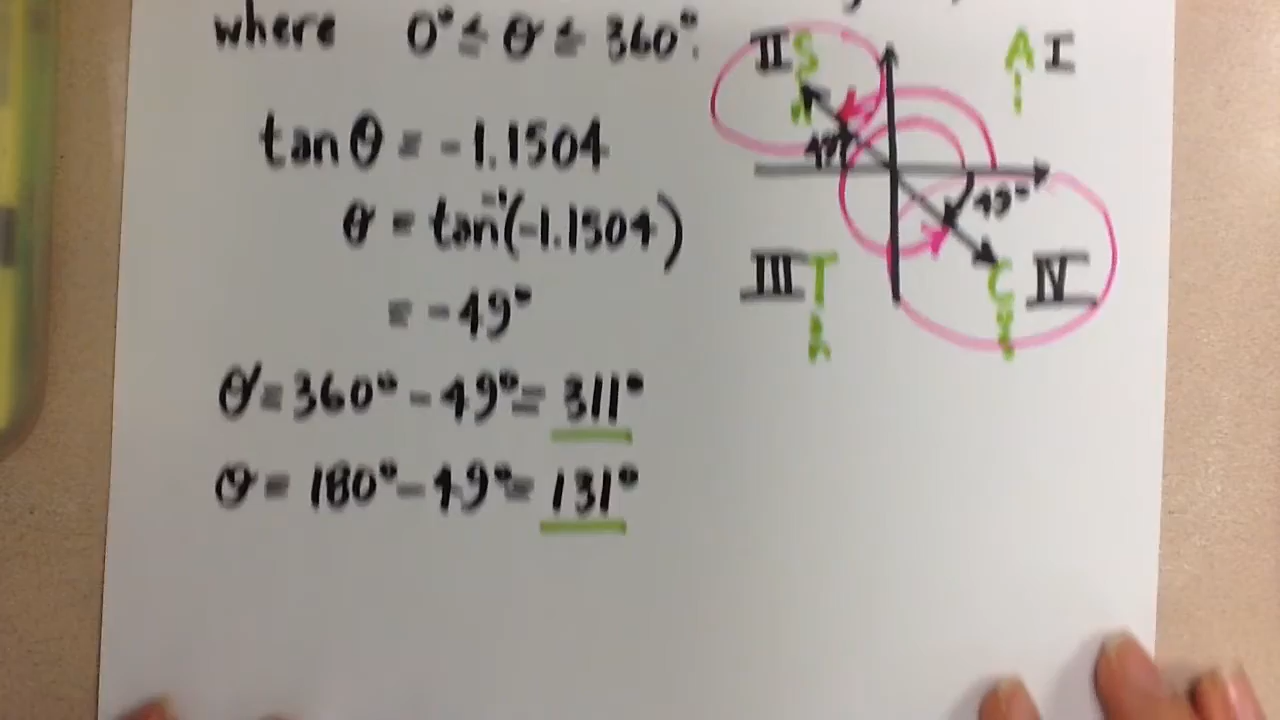 where 0° ≤ θ ≤ 360°.
II S I A
tan θ = -1.1504
49°
θ = tan⁻¹(-1.1504)
49°
III T C IV
= -49°
θ = 360° - 49° = 311°
θ = 180° - 49° = 131°